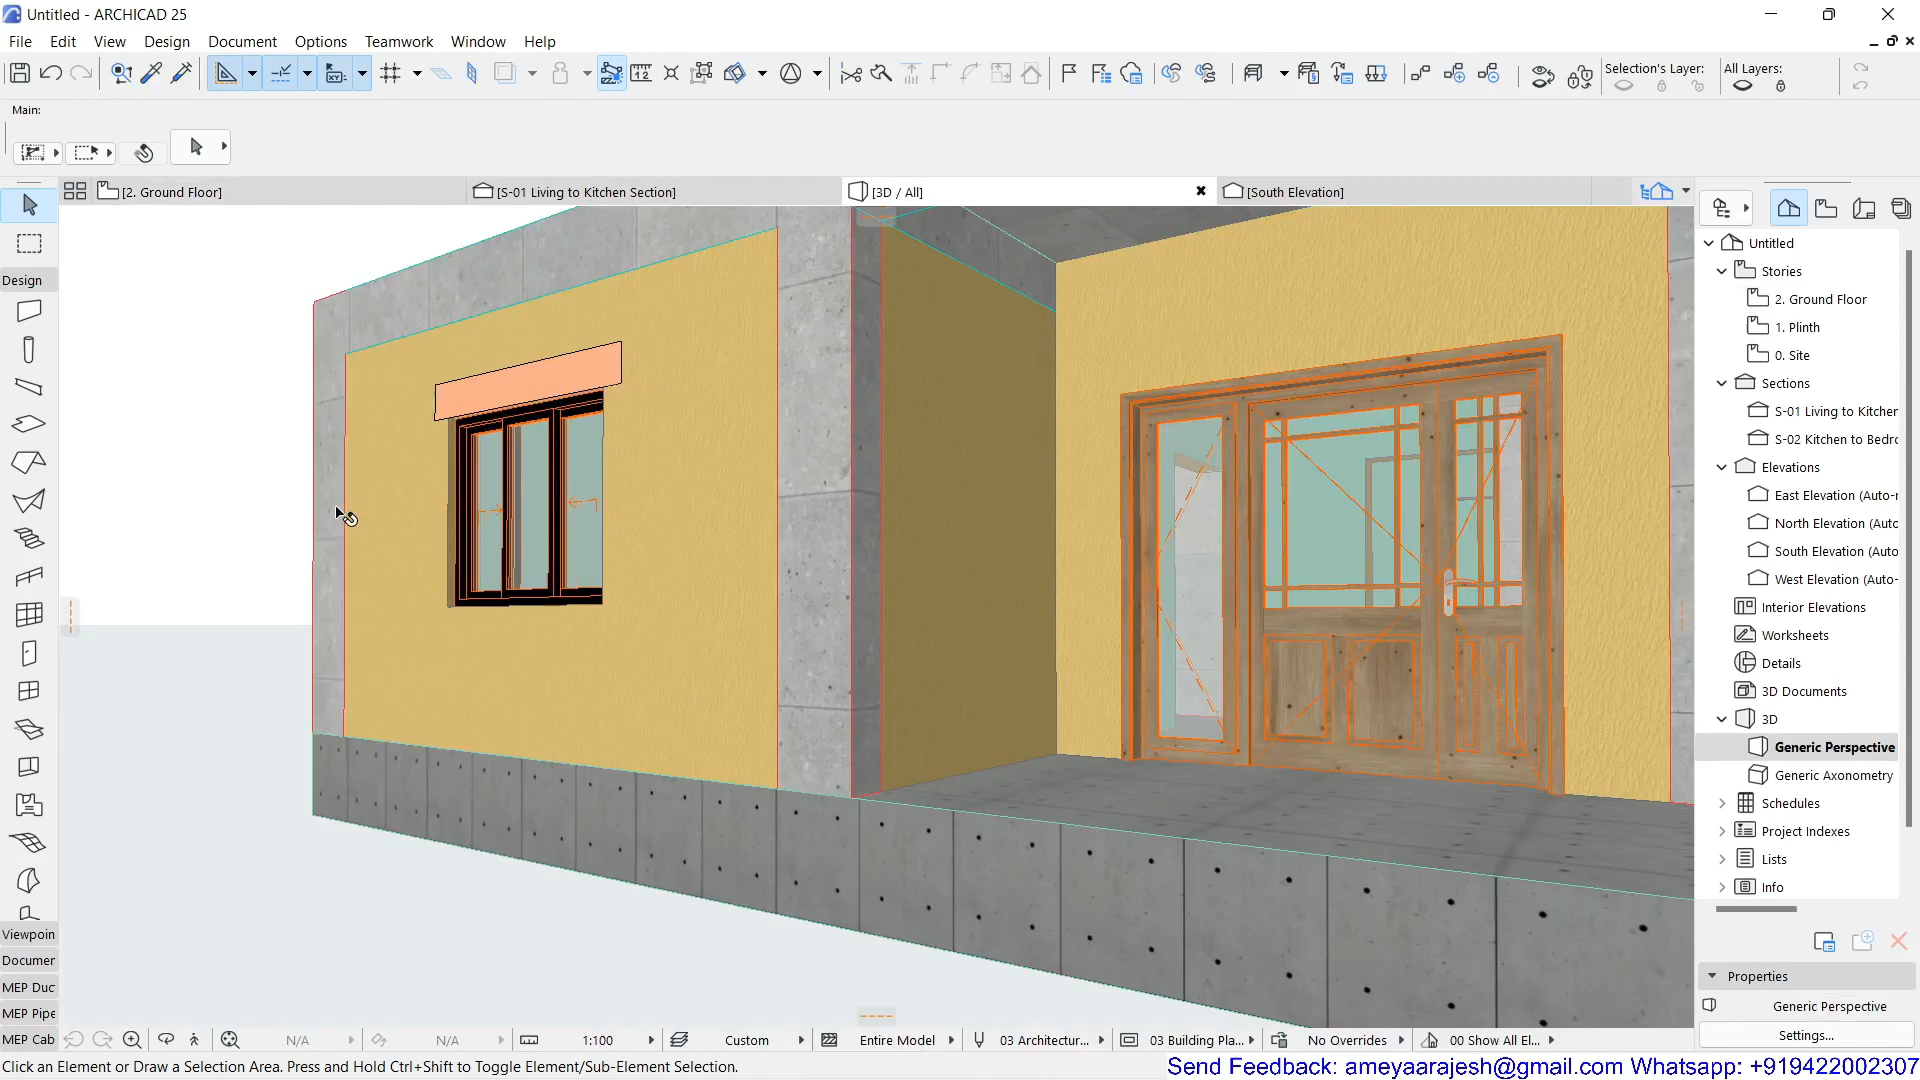 Untitled - ARCHICAD 25
File Edit View Design Document Options Teamwork Window Help
Selection's Layer: All Layers:
Main:
[2. Ground Floor]
[S-01 Living to Kitchen Section]
[3D / All]
[South Elevation]
Design
Viewpoin
Documer
MEP Duc
MEP Pipe
MEP Cab
Untitled
Stories
2. Ground Floor
1. Plinth
0. Site
Sections
S-01 Living to Kitcher
S-02 Kitchen to Bedro
Elevations
East Elevation (Auto-r
North Elevation (Auto
South Elevation (Auto
West Elevation (Auto-
Interior Elevations
Worksheets
Details
3D Documents
3D
Generic Perspective
Generic Axonometry
Schedules
Project Indexes
Lists
Info
Properties
Generic Perspective
Settings...
N/A
N/A
1:100
Custom
Entire Model
03 Architectur...
03 Building Pla...
No Overrides
00 Show All El...
Click an Element or Draw a Selection Area. Press and Hold Ctrl+Shift to Toggle Element/Sub-Element Selection.
Send Feedback: ameyaarajesh@gmail.com Whatsapp: +919422002307